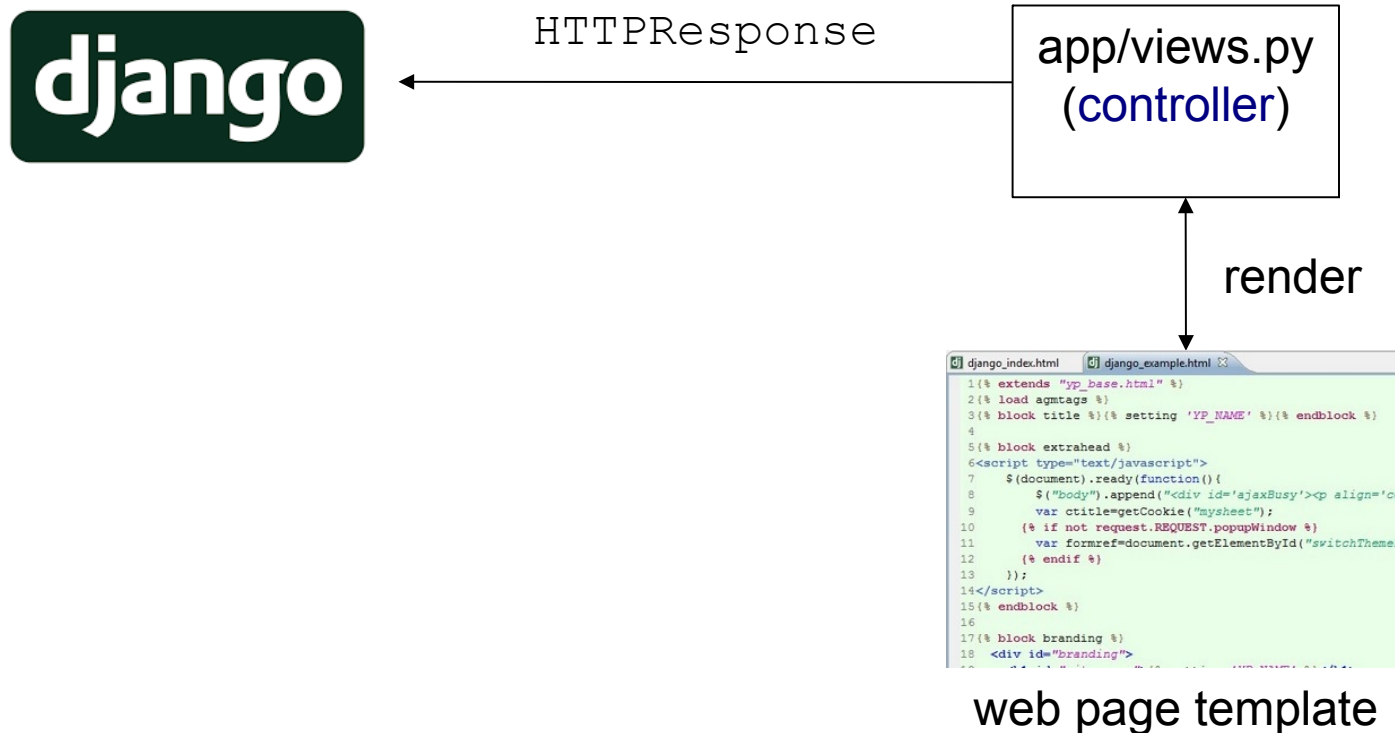 django
HTTPResponse
app/views.py
(controller)
render
django_index.html django_example.html
1{% extends "yp_base.html" %}
2{% load agmtags %}
3{% block title %}{% setting 'YP_NAME' %}{% endblock %}
4
5{% block extrahead %}
6<script type="text/javascript">
7 $(document).ready(function(){
8 $("body").append("<div id='ajaxBusy'><p align='c
9 var ctitle=getCookie("mysheet");
10 {% if not request.REQUEST.popupWindow %}
11 var formref=document.getElementById("switchTheme
12 {% endif %}
13 });
14</script>
15{% endblock %}
16
17{% block branding %}
18 <div id="branding">
web page template